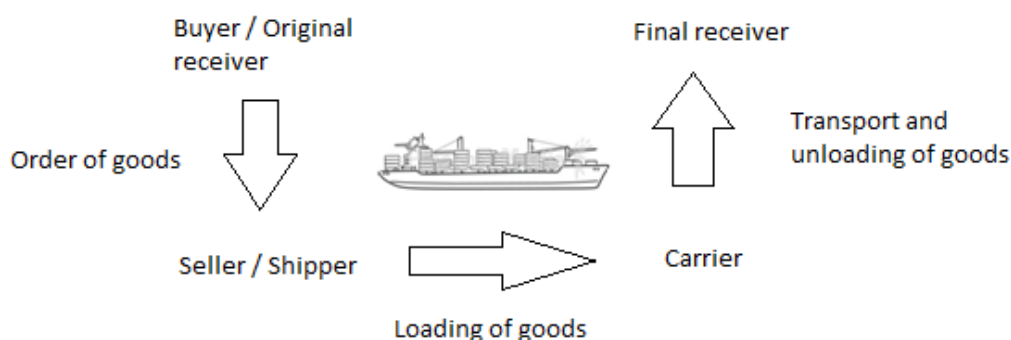 Buyer / Original
receiver
Final receiver
Order of goods
Transport and
unloading of goods
Seller / Shipper
Carrier
Loading of goods